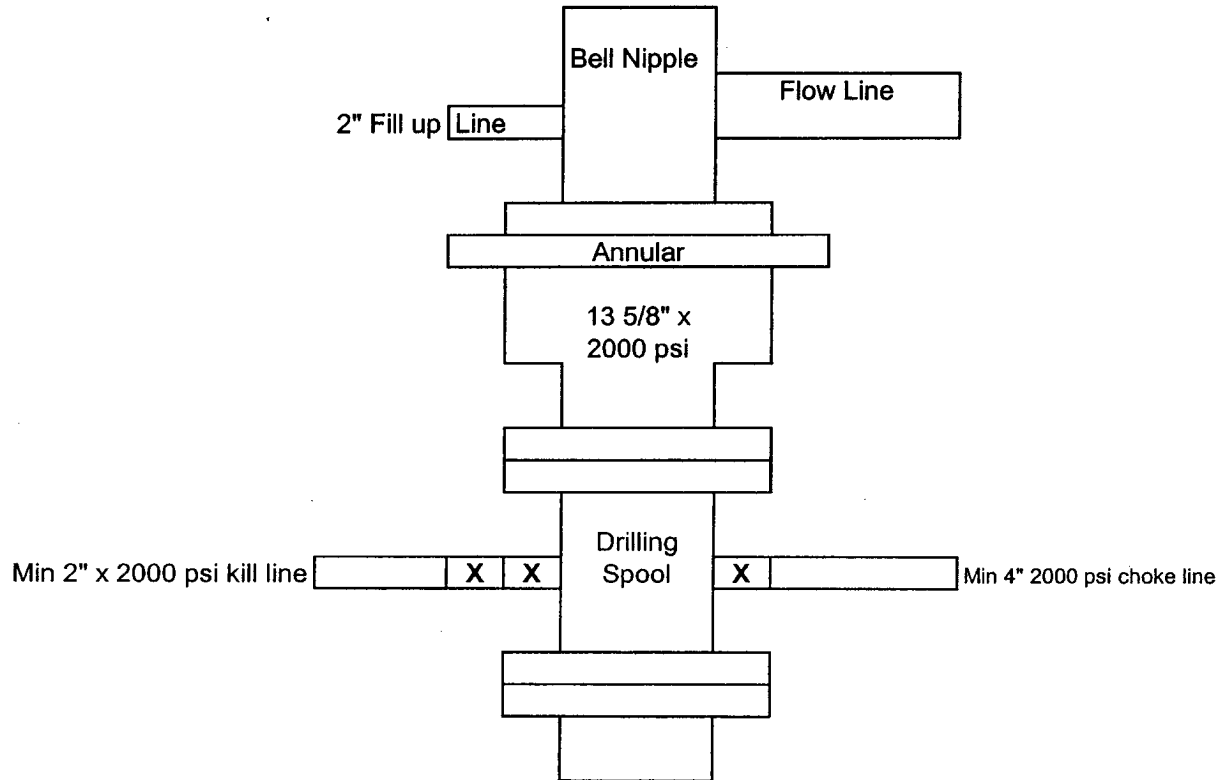 Bell Nipple
Flow Line
2" Fill up Line
Annular
13 5/8" x
2000 psi
Drilling
Spool
Min 2" x 2000 psi kill line
X X
X
Min 4" 2000 psi choke line